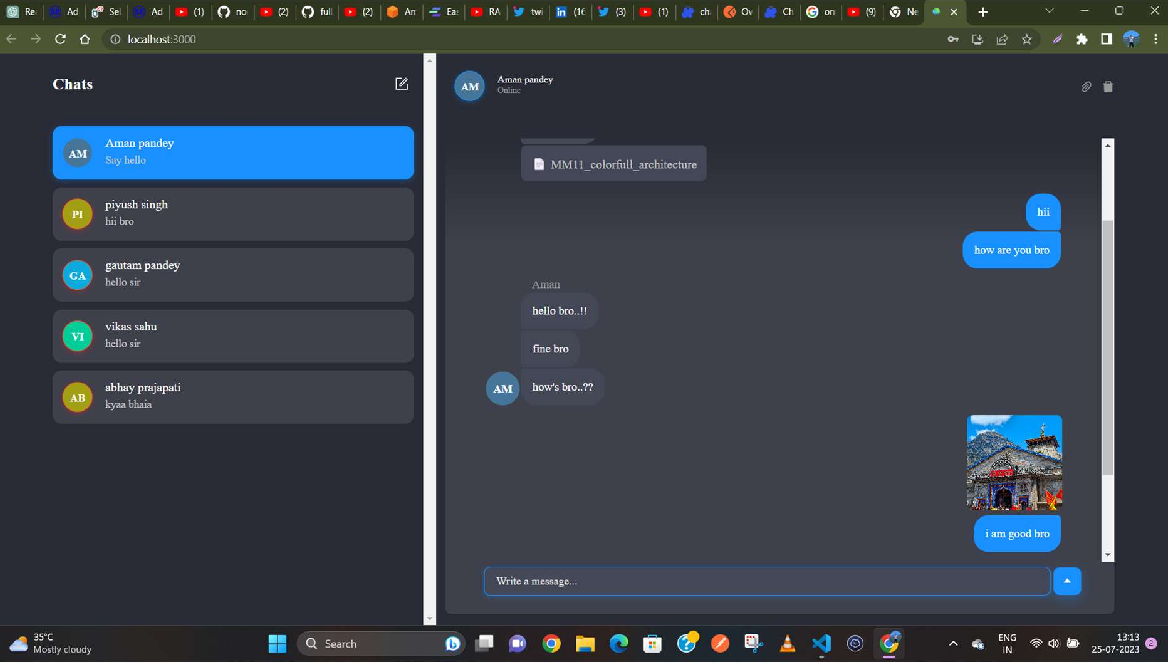 Re
Ad
Sel
Ad
(1)
no
(2)
full
(2)
An
Eas
RA
twi
(16
(3)
(1)
ch
Ov
Ch
(9)
Ne
localhost:3000
Chats
AM
Aman pandey
Say hello
PI
piyush singh
hii bro
GA
gautam pandey
hello sir
VI
vikas sahu
hello sir
AB
abhay prajapati
kyaa bhaia
AM
Aman pandey
Online
MM11_colorfull_architecture
hii
how are you bro
Aman
hello bro..!!
fine bro
AM
how's bro..??
i am good bro
Write a message...
35°C
Mostly cloudy
Search
ENG
IN
13:13
25-07-2023
2